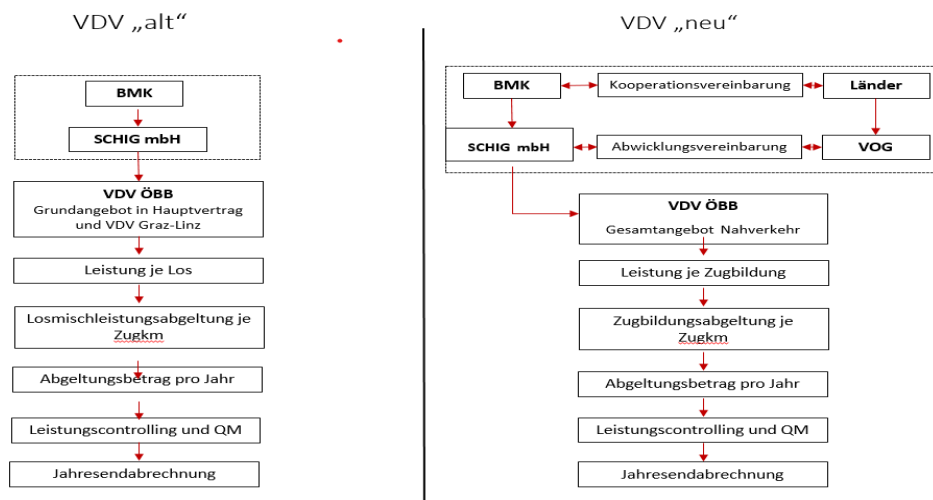 VDV „alt“
BMK
SCHIG mbH
VDV ÖBB
Grundangebot in Hauptvertrag
und VDV Graz-Linz
Leistung je Los
Losmischleistungsabgeltung je
Zugkm
Abgeltungsbetrag pro Jahr
Leistungscontrolling und QM
Jahresendabrechnung
VDV „neu“
BMK
Kooperationsvereinbarung
Länder
SCHIG mbH
Abwicklungsvereinbarung
VOG
VDV ÖBB
Gesamtangebot Nahverkehr
Leistung je Zugbildung
Zugbildungsabgeltung je
Zugkm
Abgeltungsbetrag pro Jahr
Leistungscontrolling und QM
Jahresendabrechnung